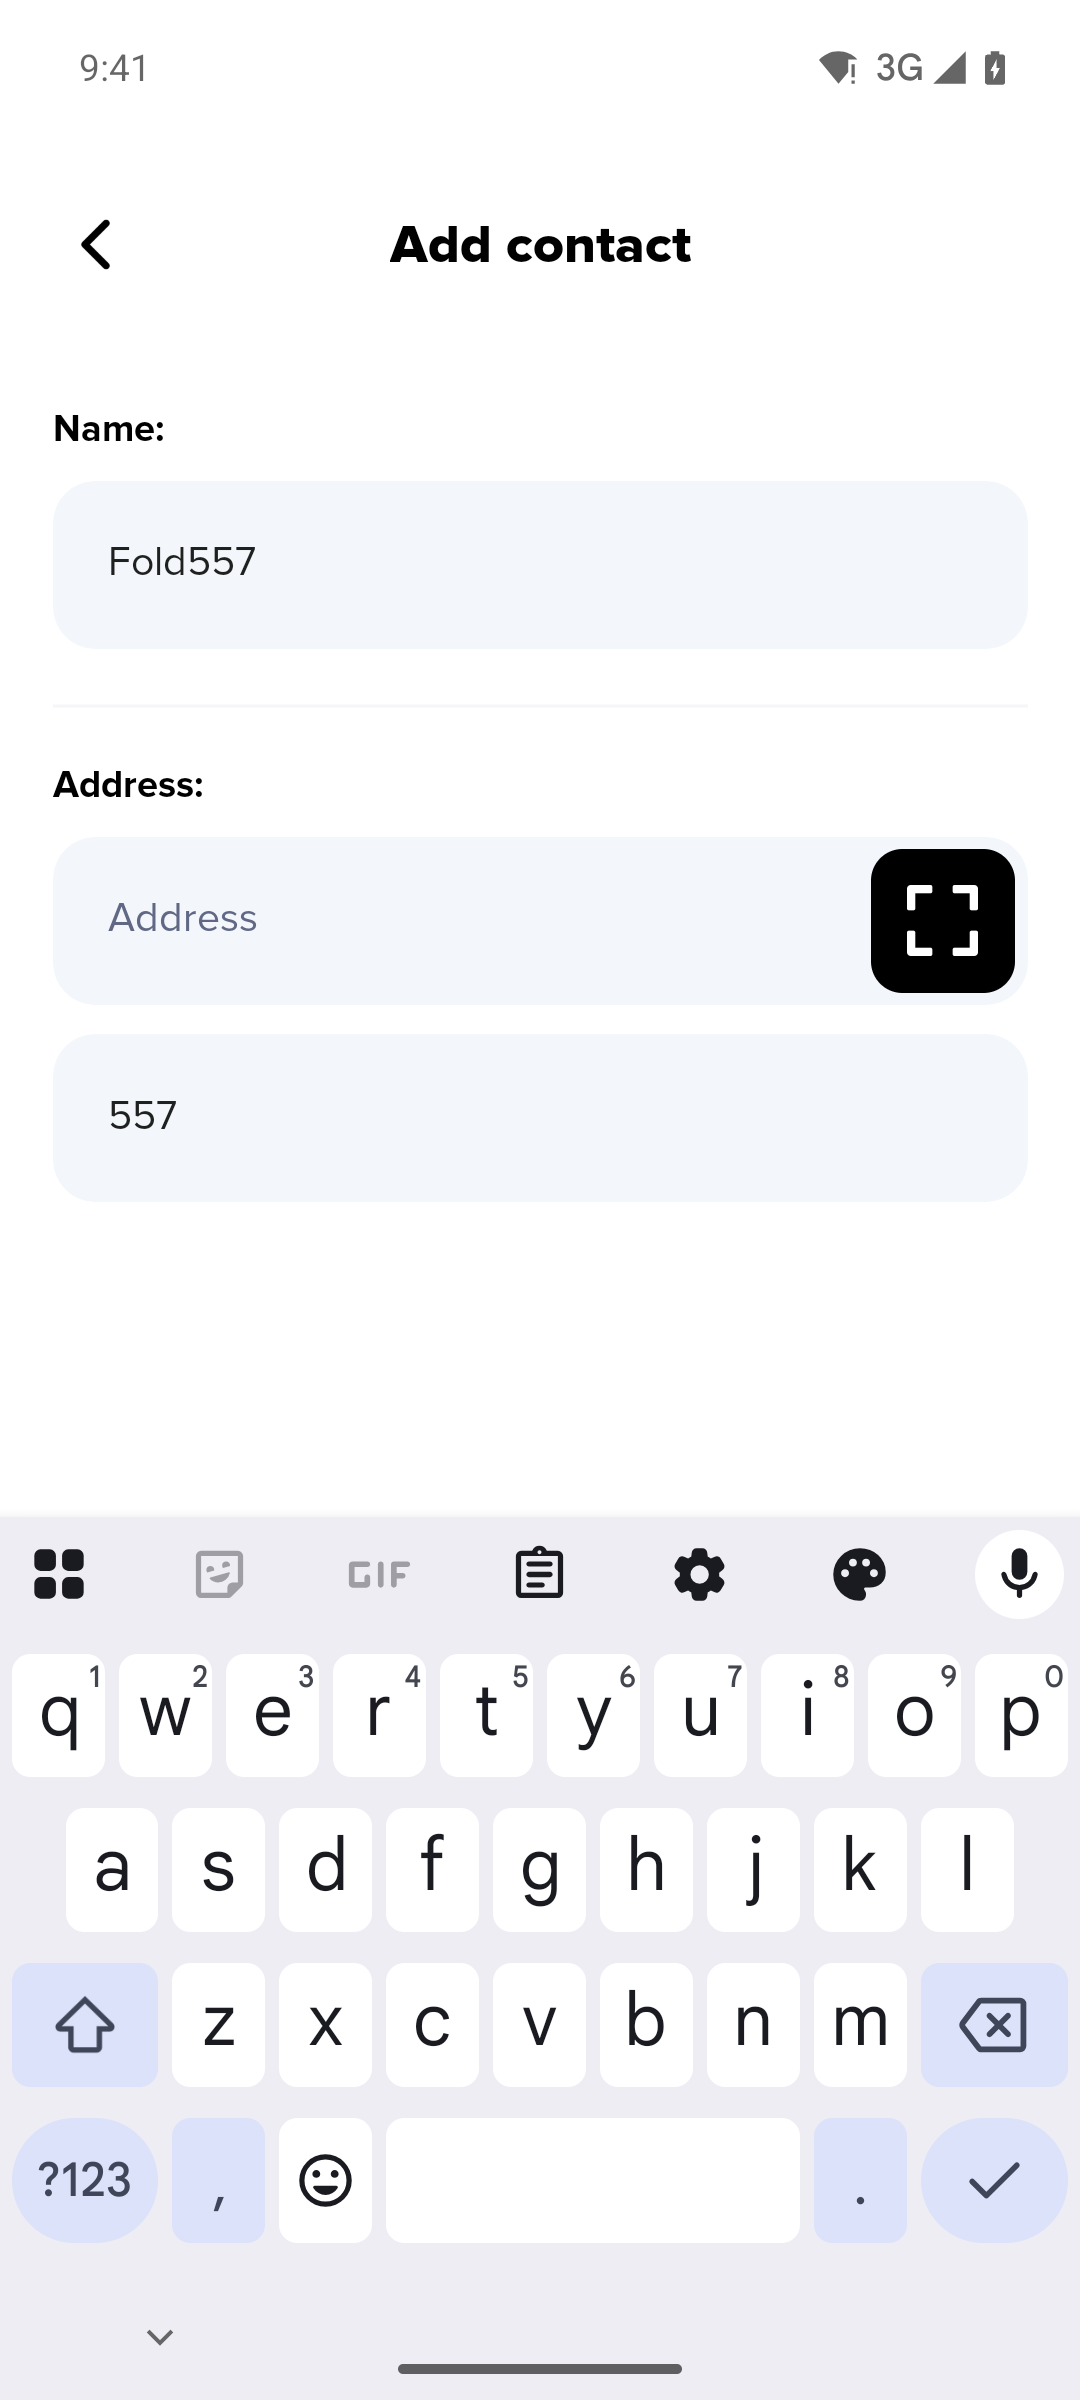 9:41 3G
Add contact
Name:
Fold557
Address:
Address
557
GIF
q1 w2 e3 r4 t5 y6 u7 i8 o9 p0
a s d f g h j k l
z x c v b n m
?123 , .